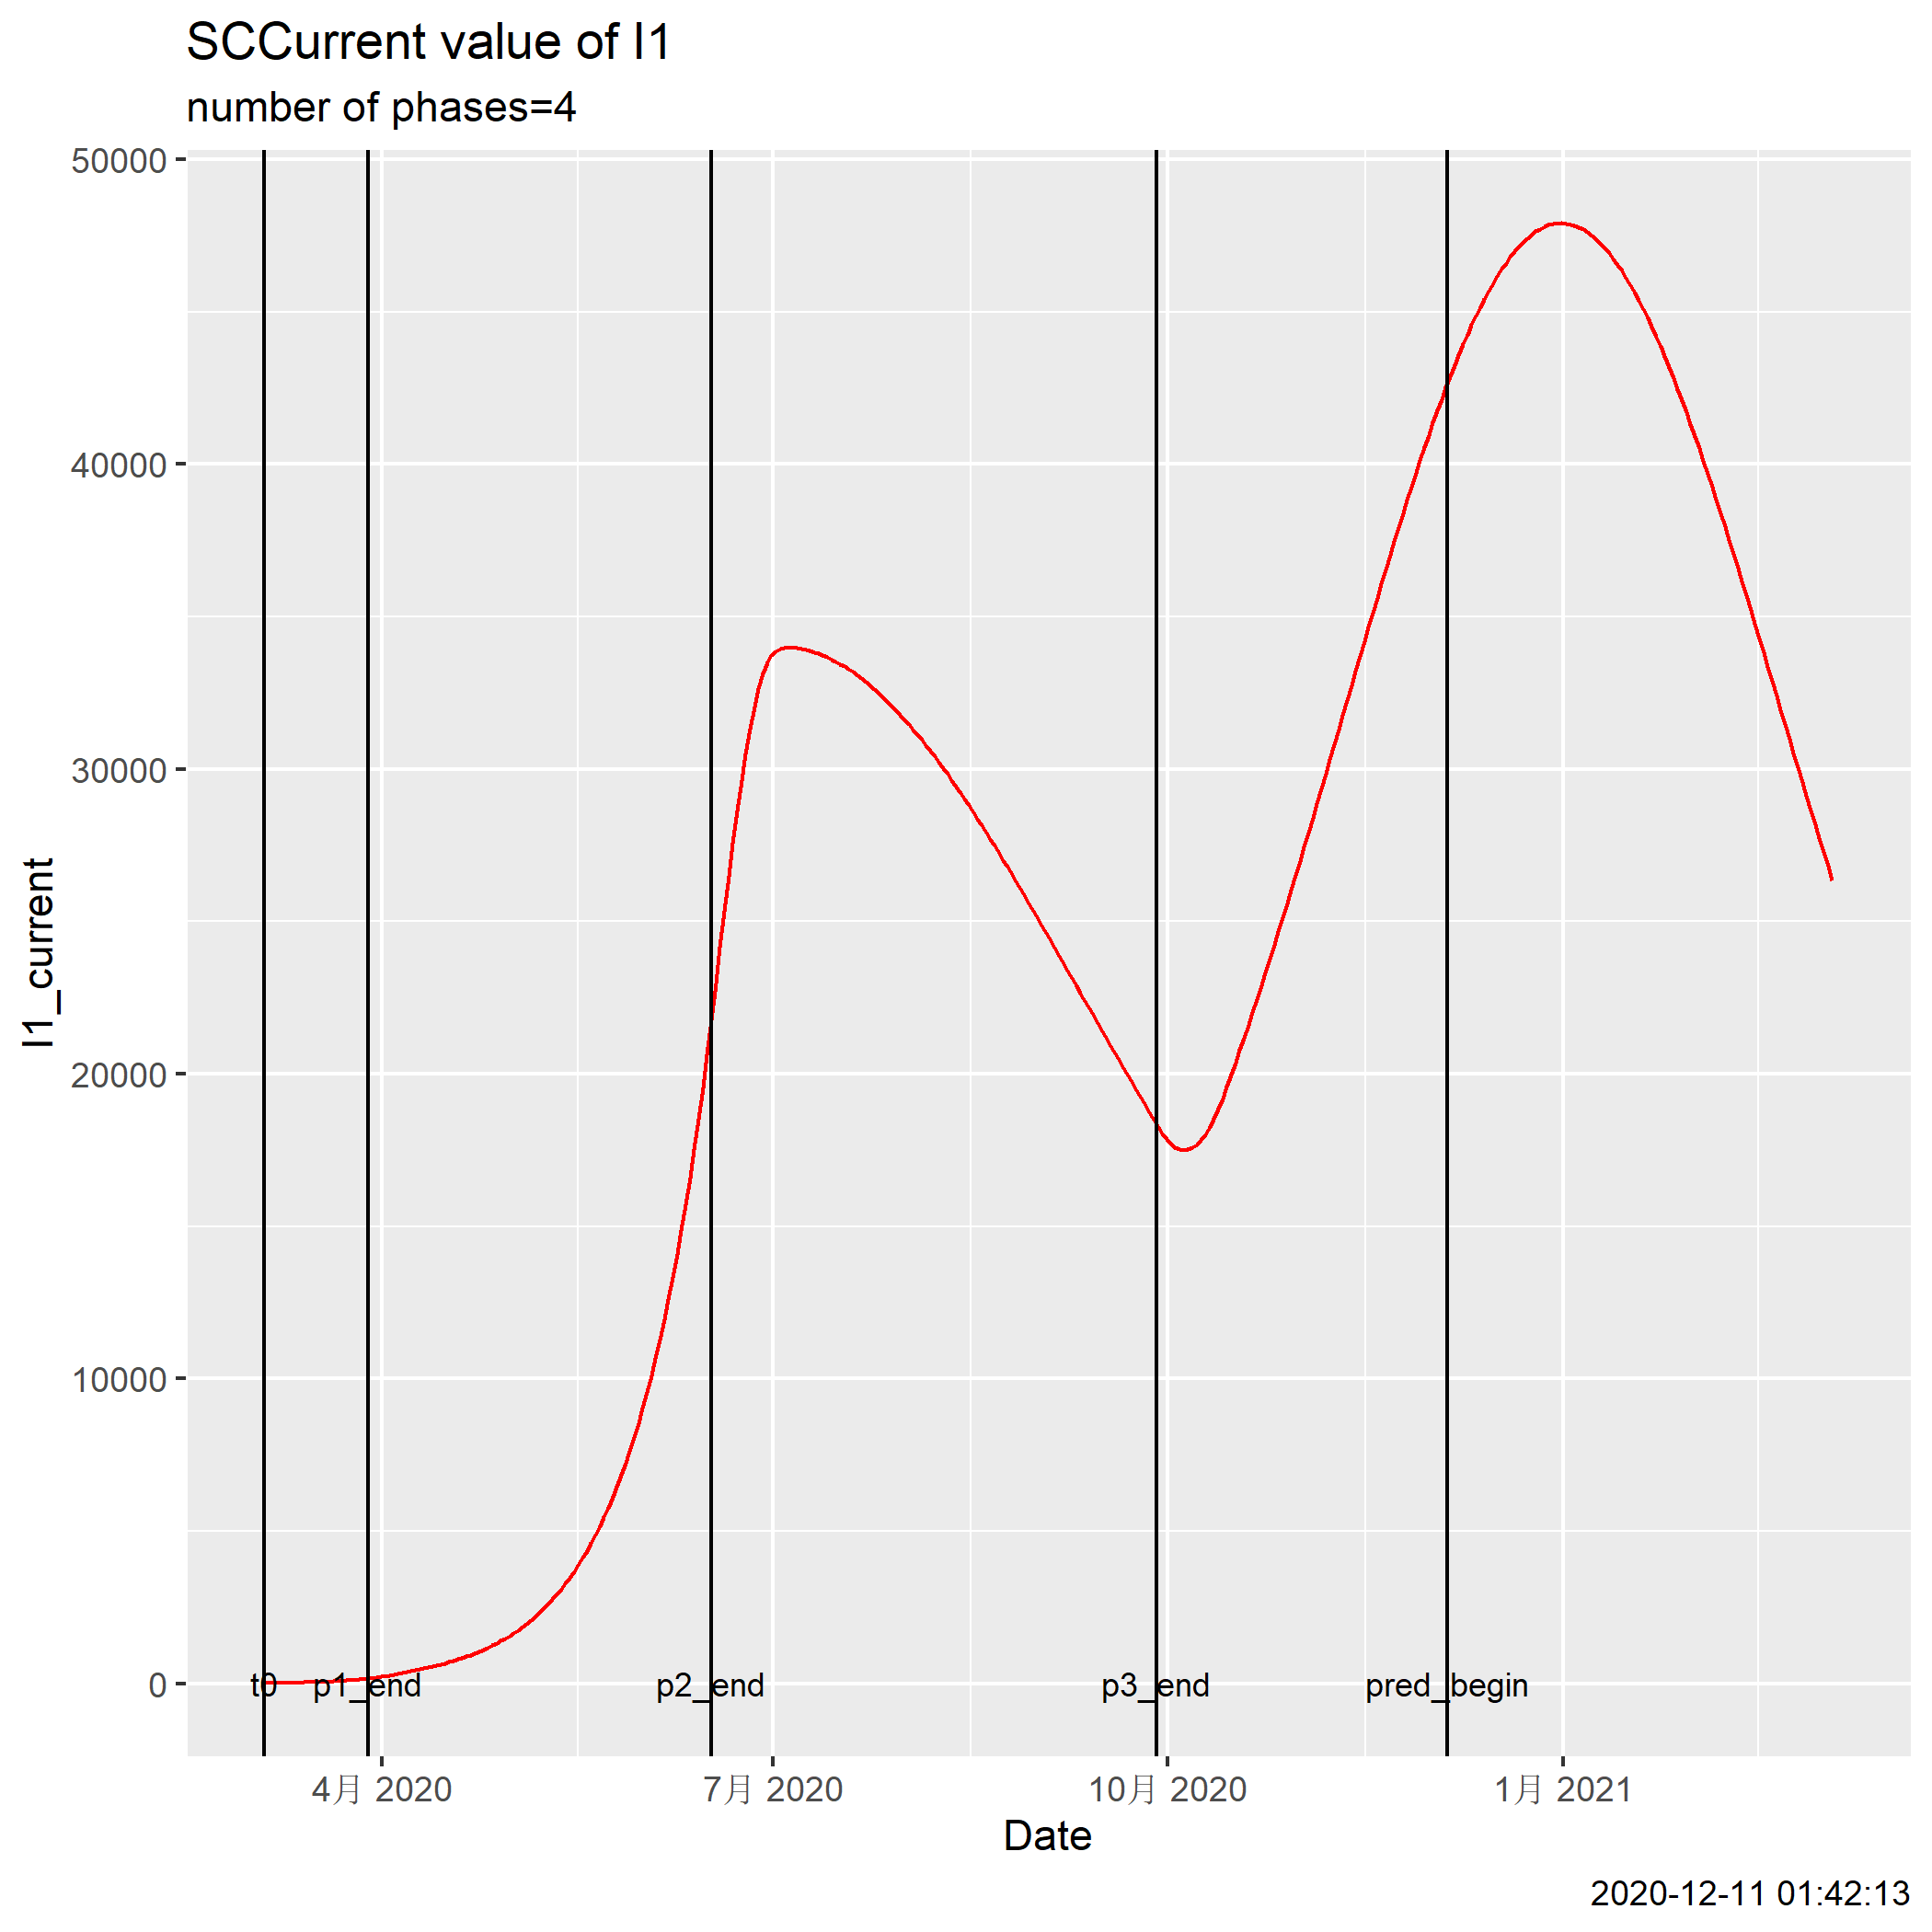 SCCurrent value of I1
number of phases=4
50000
40000
30000
20000
10000
0
I1_current
t0
p1_end
p2_end
p3_end
pred_begin
4月 2020
7月 2020
10月 2020
1月 2021
Date
2020-12-11 01:42:13